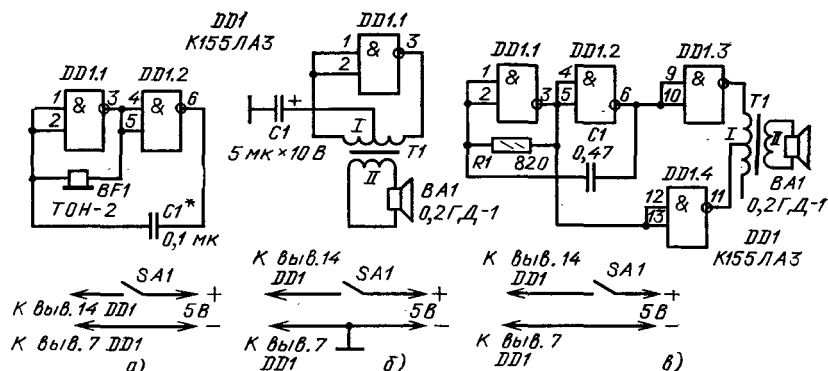 DD1
К155ЛА3
DD1.1
DD1.2
1
2
&
3
4
5
&
6
BF1
ТОН-2
C1*
0,1 мк
SA1
+
К выв.14 DD1
5В
−
К выв.7 DD1
а)
DD1.1
1
2
&
3
+
C1
5 мк×10 В
I
T1
II
BA1
0,2ГД-1
К выв.14
DD1
SA1
+
5В
−
К выв.7
DD1
б)
DD1.1
DD1.2
DD1.3
1
2
&
3
4
5
&
6
9
10
&
T1
R1
820
C1
0,47
I
II
DD1.4
12
13
&
11
BA1
0,2ГД-1
DD1
К155ЛА3
К выв.14
DD1
SA1
+
5В
−
К выв.7
DD1
в)